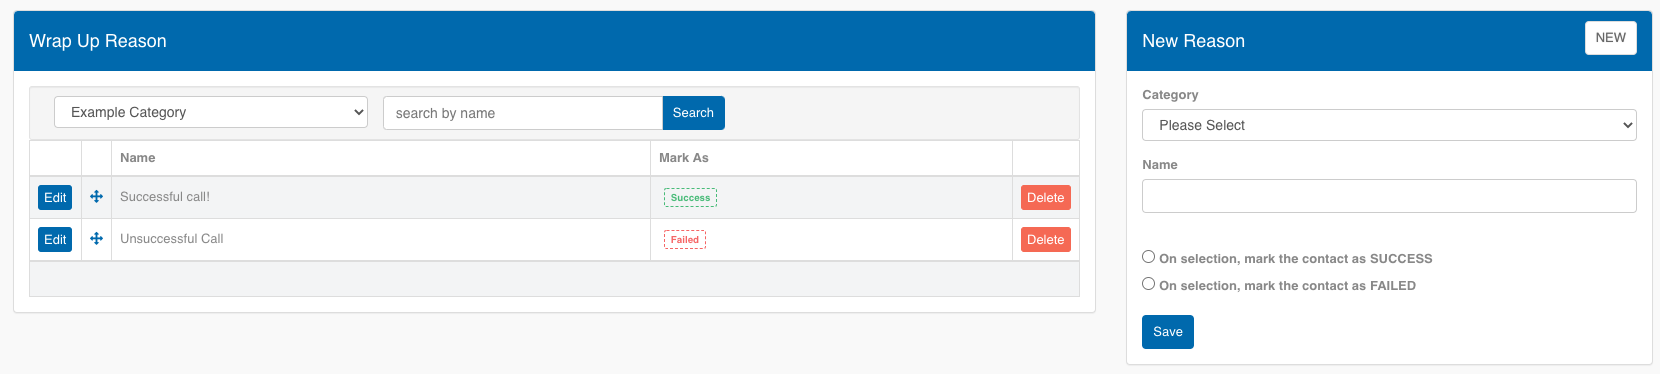 Wrap Up Reason
Example Category
search by name
Search
Name
Mark As
Edit
Successful call!
Success
Delete
Edit
Unsuccessful Call
Failed
Delete
New Reason
NEW
Category
Please Select
Name
On selection, mark the contact as SUCCESS
On selection, mark the contact as FAILED
Save